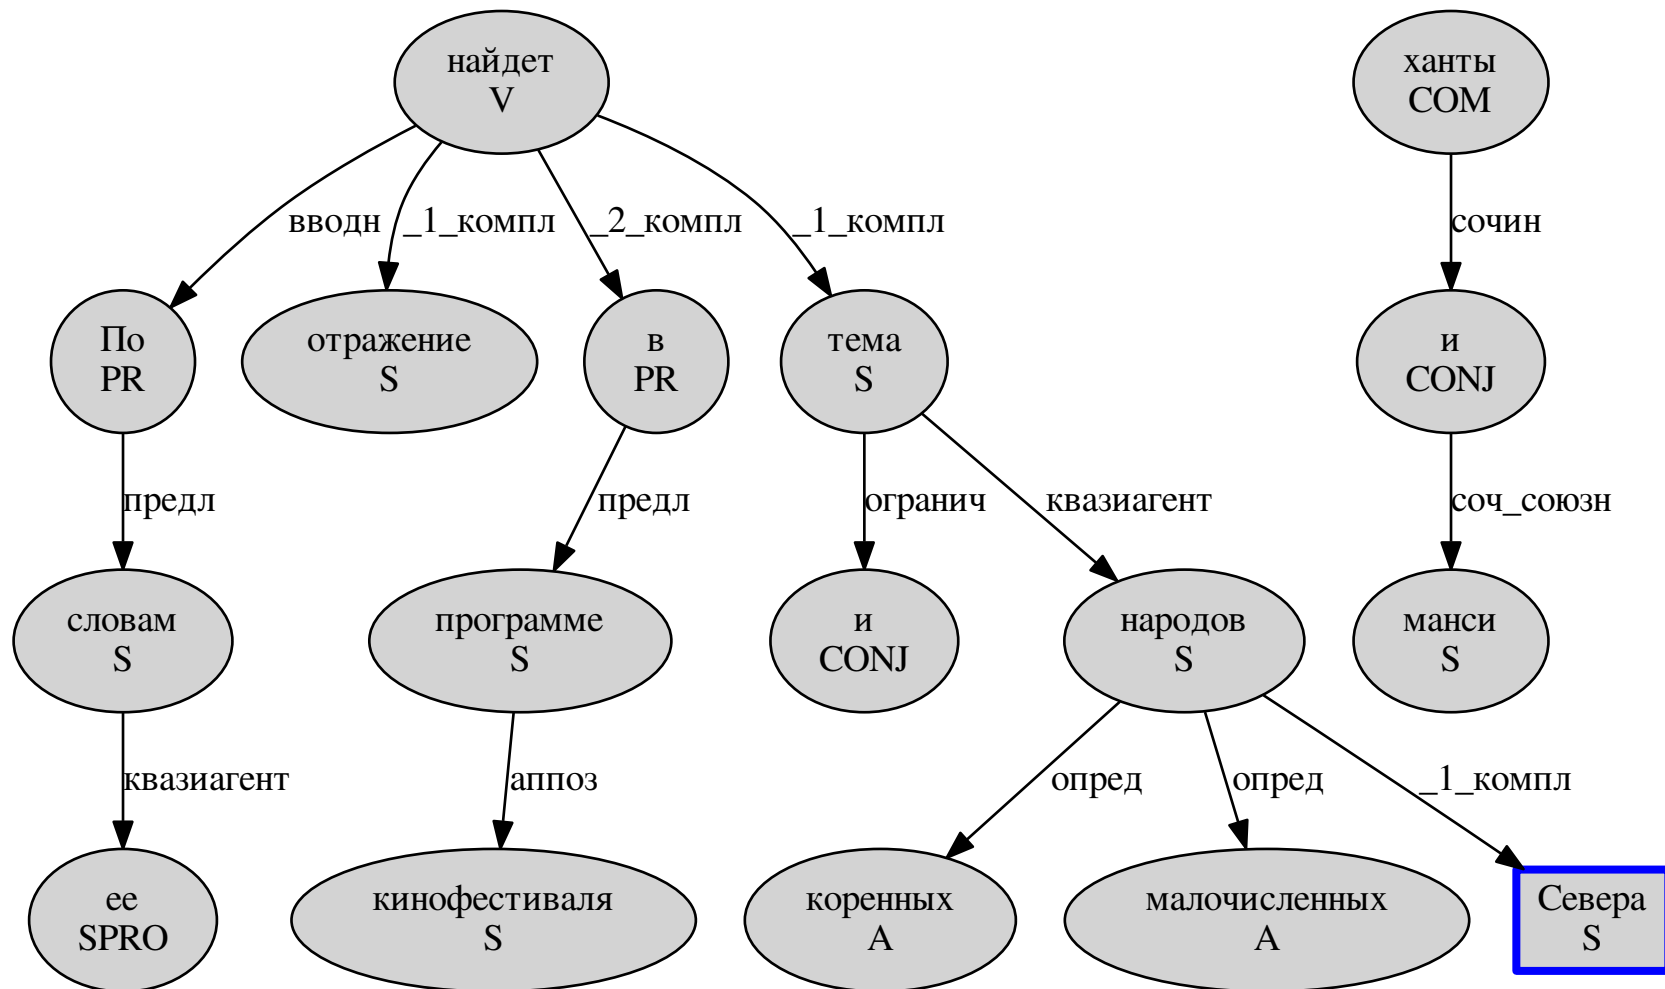 найдет
V
ханты
COM
вводн
_1_компл
_2_компл
_1_компл
сочин
По
PR
отражение
S
в
PR
тема
S
и
CONJ
предл
предл
огранич
квазиагент
соч_союзн
словам
S
программе
S
и
CONJ
народов
S
манси
S
квазиагент
аппоз
опред
опред
_1_компл
ее
SPRO
кинофестиваля
S
коренных
A
малочисленных
A
Севера
S